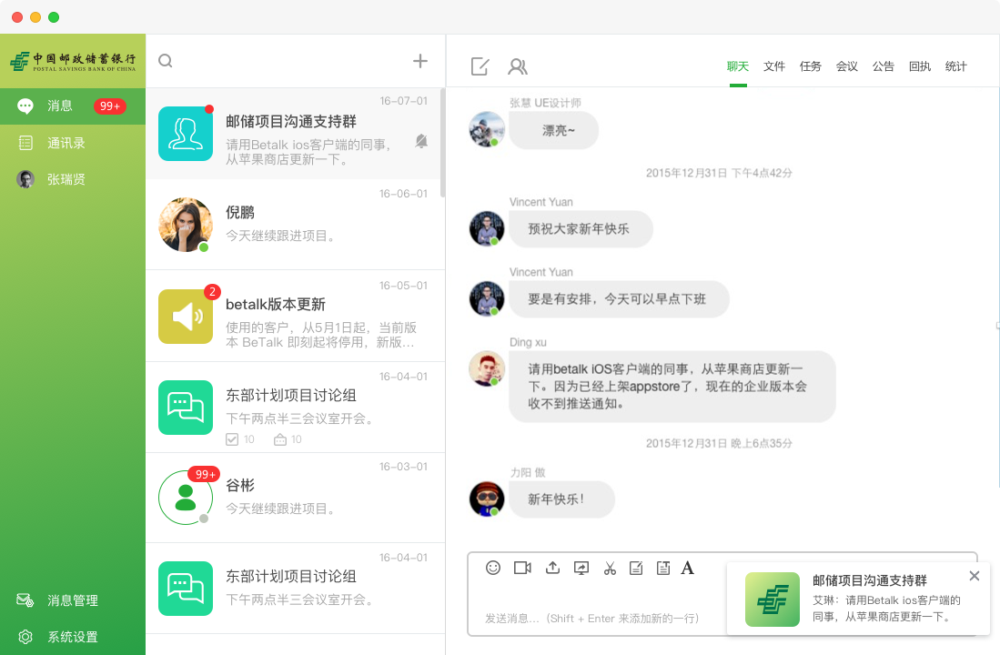 中国邮政储蓄银行
POSTAL SAVINGS BANK OF CHINA
消息
99+
通讯录
张瑞贤
消息管理
系统设置
16-07-01
邮储项目沟通支持群
请用Betalk ios客户端的同事，
从苹果商店更新一下。
16-06-01
倪鹏
今天继续跟进项目。
16-05-01
2
betalk版本更新
使用的客户，从5月1日起，当前版
本 BeTalk 即刻起将停用，新版...
16-04-01
东部计划项目讨论组
下午两点半三会议室开会。
10
10
16-03-01
99+
谷彬
今天继续跟进项目。
16-04-01
东部计划项目讨论组
下午两点半三会议室开会。
聊天 文件 任务 会议 公告 回执 统计
张慧 UE设计师
漂亮~
2015年12月31日 下午4点42分
Vincent Yuan
预祝大家新年快乐
Vincent Yuan
要是有安排，今天可以早点下班
Ding xu
请用betalk iOS客户端的同事，从苹果商店更新一
下。因为已经上架appstore了，现在的企业版本会
收不到推送通知。
2015年12月31日 晚上6点35分
力阳 傲
新年快乐！
A
发送消息...（Shift + Enter 来添加新的一行）
邮储项目沟通支持群
艾琳：请用Betalk ios客户端的
同事，从苹果商店更新一下。